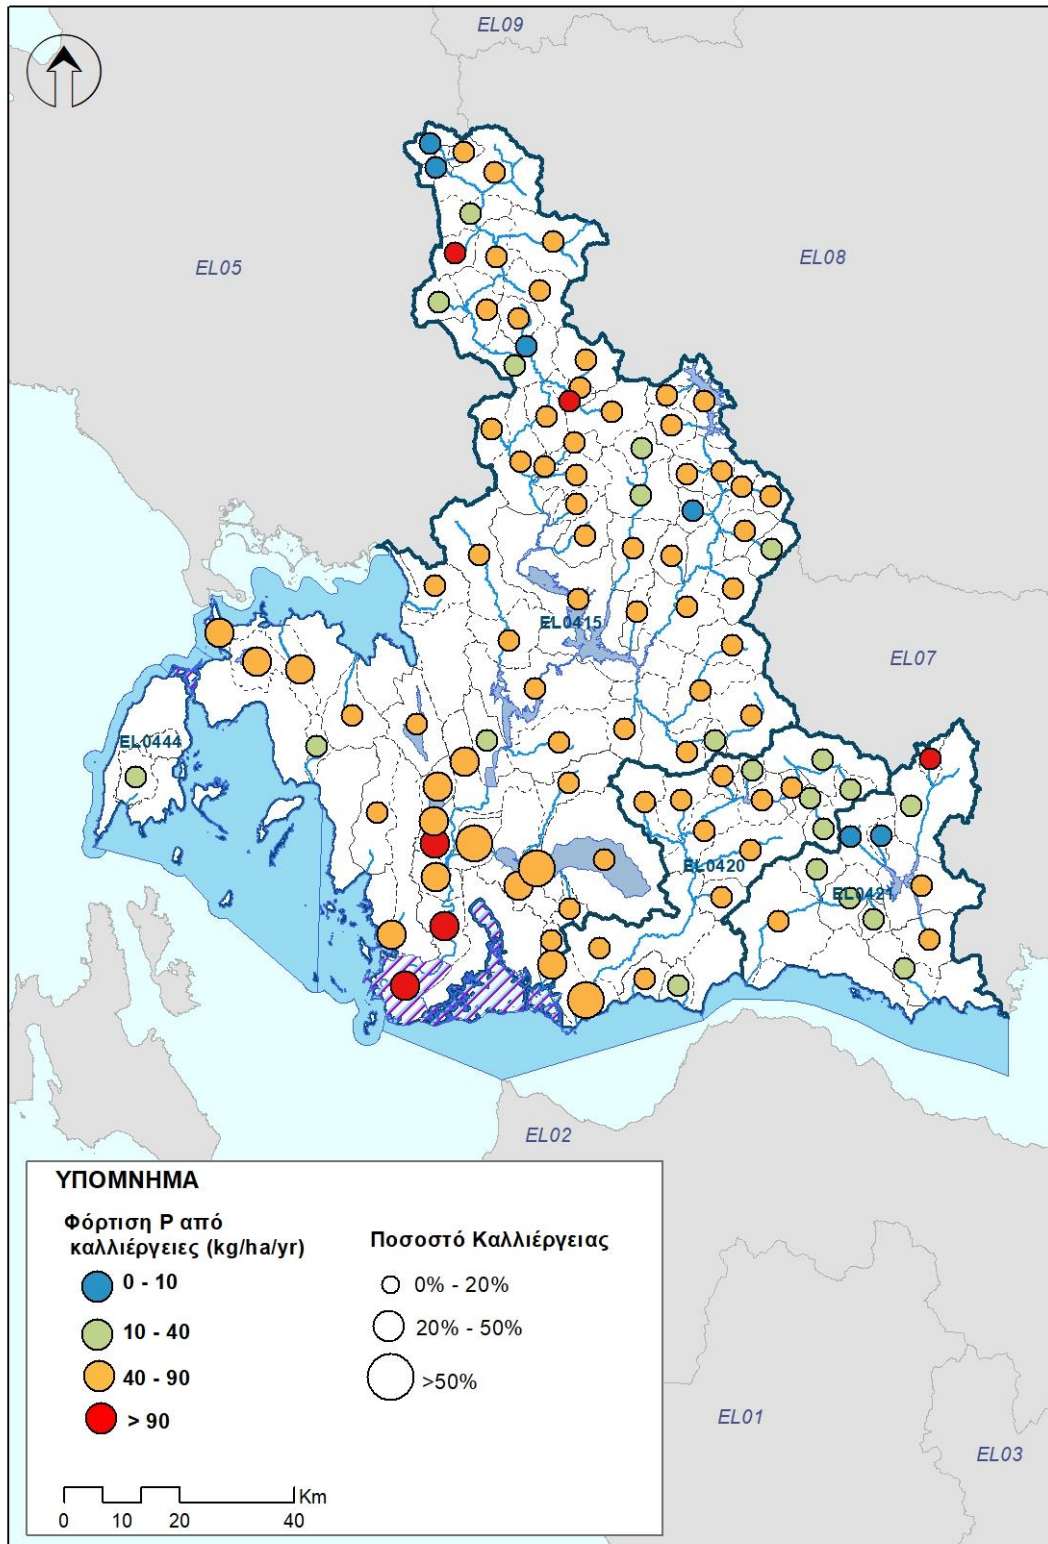 EL09
EL05
EL08
EL0415
EL07
EL0444
EL0420
EL0421
EL02
ΥΠΟΜΝΗΜΑ
Φόρτιση P από
καλλιέργειες (kg/ha/yr)
0 - 10
10 - 40
40 - 90
> 90
Ποσοστό Καλλιέργειας
0% - 20%
20% - 50%
>50%
Km
0 10 20 40
EL01
EL03